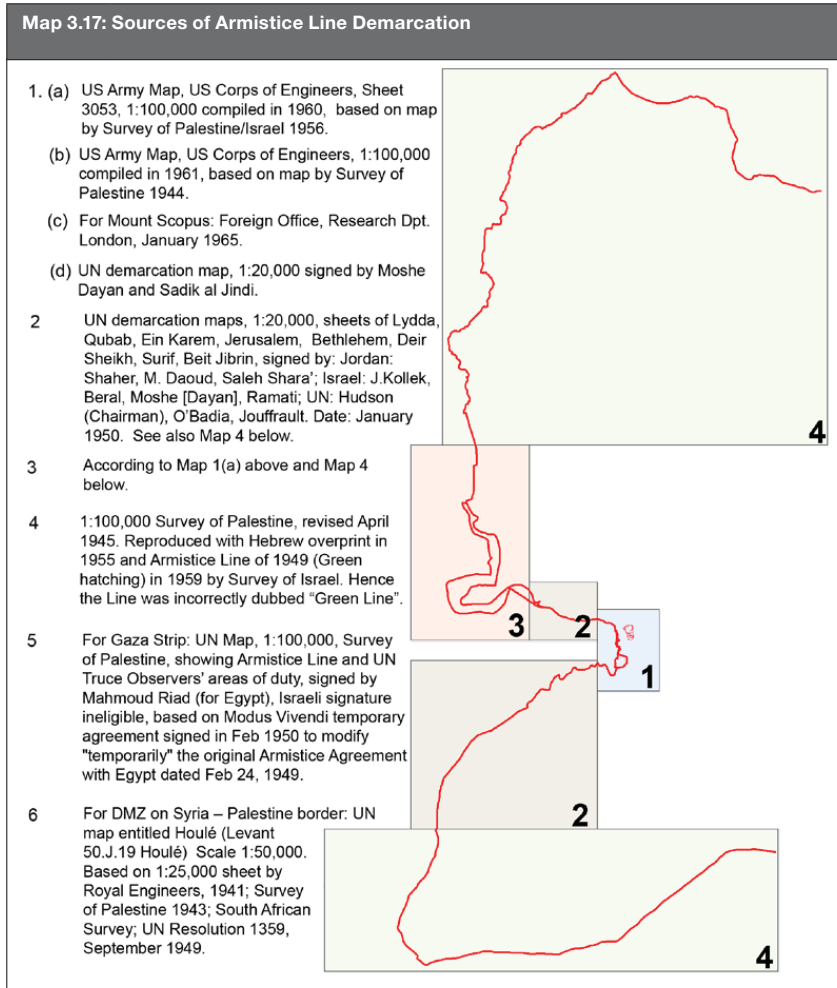 Map 3.17: Sources of Armistice Line Demarcation
1. (a) US Army Map, US Corps of Engineers, Sheet
3053, 1:100,000 compiled in 1960, based on map
by Survey of Palestine/Israel 1956.
(b) US Army Map, US Corps of Engineers, 1:100,000
compiled in 1961, based on map by Survey of
Palestine 1944.
(c) For Mount Scopus: Foreign Office, Research Dpt.
London, January 1965.
(d) UN demarcation map, 1:20,000 signed by Moshe
Dayan and Sadik al Jindi.
2 UN demarcation maps, 1:20,000, sheets of Lydda,
Qubab, Ein Karem, Jerusalem, Bethlehem, Deir
Sheikh, Surif, Beit Jibrin, signed by: Jordan:
Shaher, M. Daoud, Saleh Shara'; Israel: J.Kollek,
Beral, Moshe [Dayan], Ramati; UN: Hudson
(Chairman), O'Badia, Jouffrault. Date: January
1950. See also Map 4 below.
3 According to Map 1(a) above and Map 4
below.
4 1:100,000 Survey of Palestine, revised April
1945. Reproduced with Hebrew overprint in
1955 and Armistice Line of 1949 (Green
hatching) in 1959 by Survey of Israel. Hence
the Line was incorrectly dubbed "Green Line".
5 For Gaza Strip: UN Map, 1:100,000, Survey
of Palestine, showing Armistice Line and UN
Truce Observers' areas of duty, signed by
Mahmoud Riad (for Egypt), Israeli signature
ineligible, based on Modus Vivendi temporary
agreement signed in Feb 1950 to modify
"temporarily" the original Armistice Agreement
with Egypt dated Feb 24, 1949.
6 For DMZ on Syria – Palestine border: UN
map entitled Houlé (Levant
50.J.19 Houlé) Scale 1:50,000.
Based on 1:25,000 sheet by
Royal Engineers, 1941; Survey
of Palestine 1943; South African
Survey; UN Resolution 1359,
September 1949.
4
3
2
1
2
4